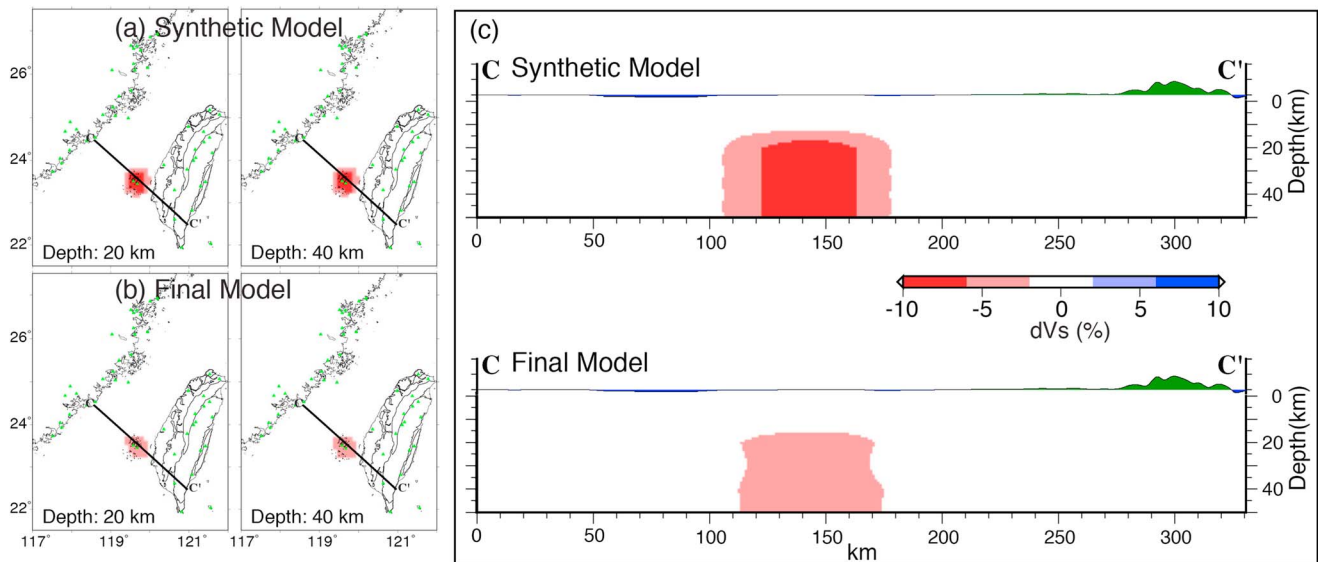 (a) Synthetic Model
26°
24°
22°
C
C'
Depth: 20 km
C
C'
Depth: 40 km
(b) Final Model
26°
24°
22°
C
C'
Depth: 20 km
C
C'
Depth: 40 km
117° 119° 121° 117° 119° 121°
(c)
C Synthetic Model C'
0
20
40
Depth(km)
0 50 100 150 200 250 300
-10 -5 0 5 10
dVs (%)
C Final Model C'
0
20
40
Depth(km)
0 50 100 150 200 250 300
km